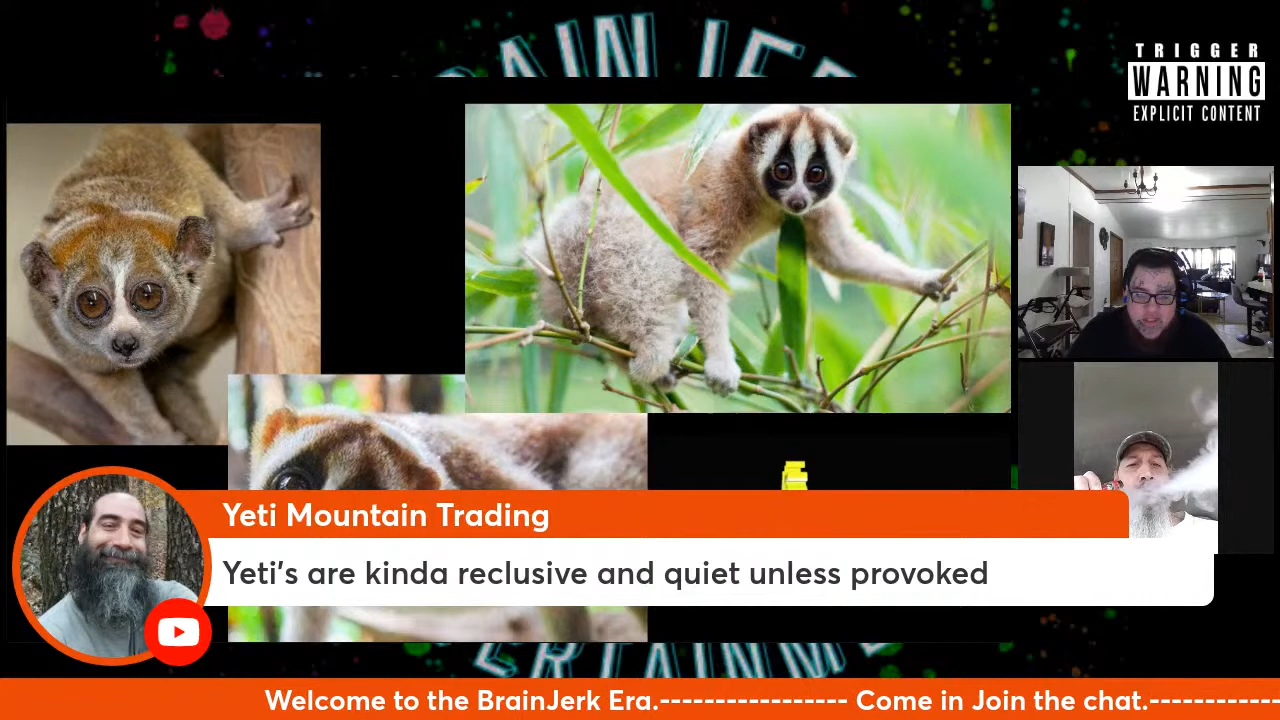 TRIGGER
WARNING
EXPLICIT CONTENT
Yeti Mountain Trading
Yeti's are kinda reclusive and quiet unless provoked
Welcome to the BrainJerk Era.----------------- Come in Join the chat.------------